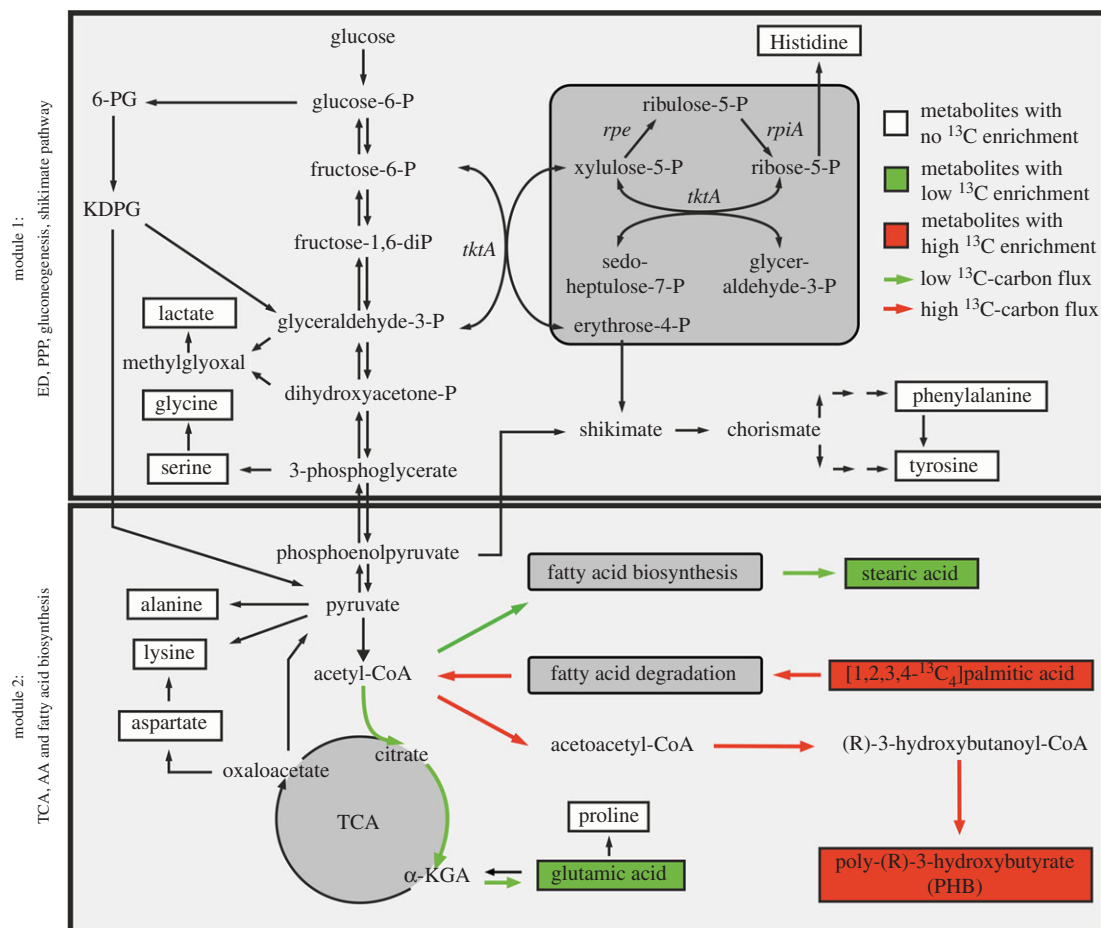 module 1:
ED, PPP, gluconeogenesis, shikimate pathway
glucose
6-PG
glucose-6-P
fructose-6-P
KDPG
fructose-1,6-diP
tktA
lactate
glyceraldehyde-3-P
methylglyoxal
dihydroxyacetone-P
glycine
serine
3-phosphoglycerate
Histidine
ribulose-5-P
rpe
rpiA
xylulose-5-P
ribose-5-P
tktA
sedo-
heptulose-7-P
glycer-
aldehyde-3-P
erythrose-4-P
shikimate
chorismate
phenylalanine
tyrosine
metabolites with
no ¹³C enrichment
metabolites with
low ¹³C enrichment
metabolites with
high ¹³C enrichment
low ¹³C-carbon flux
high ¹³C-carbon flux
module 2:
TCA, AA and fatty acid biosynthesis
phosphoenolpyruvate
pyruvate
alanine
lysine
acetyl-CoA
aspartate
oxaloacetate
citrate
TCA
α-KGA
proline
glutamic acid
fatty acid biosynthesis
stearic acid
fatty acid degradation
[1,2,3,4-¹³C₄]palmitic acid
acetoacetyl-CoA
(R)-3-hydroxybutanoyl-CoA
poly-(R)-3-hydroxybutyrate
(PHB)